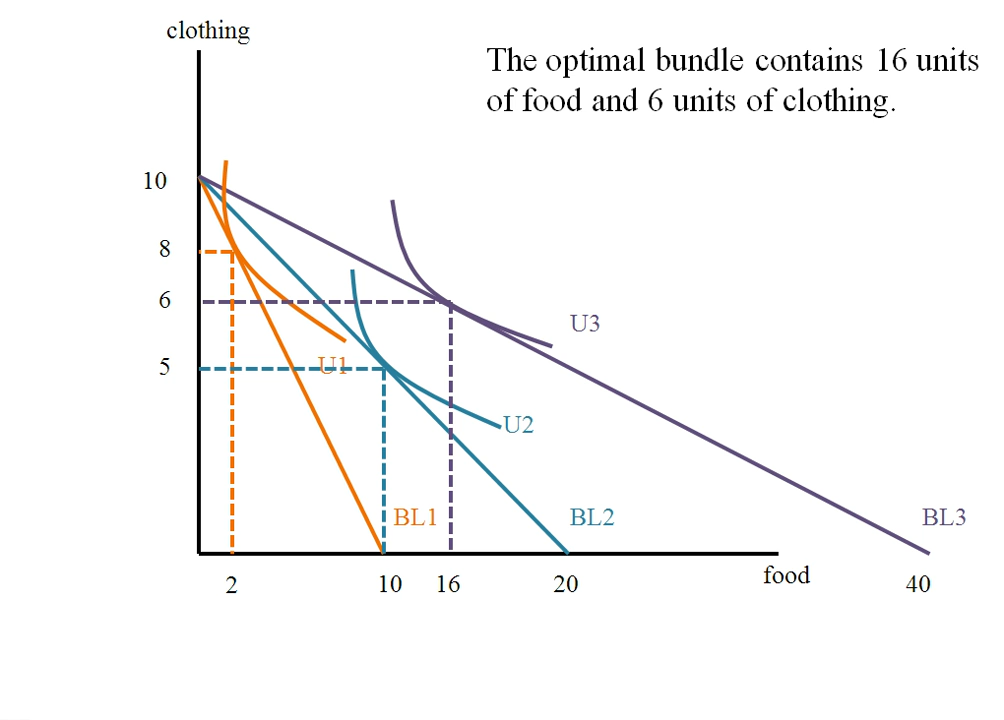 clothing
The optimal bundle contains 16 units
of food and 6 units of clothing.
10
8
6
U3
5
U1
U2
BL1
BL2
BL3
food
2
10
16
20
40